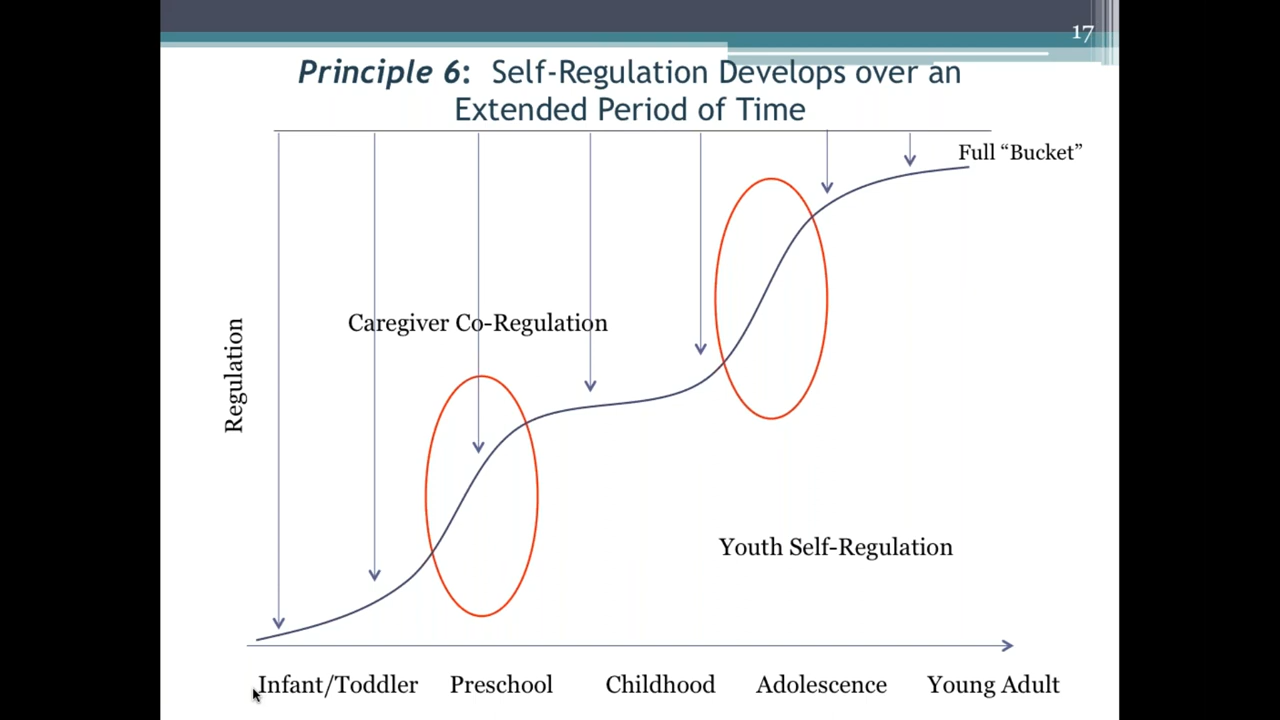 17
Principle 6: Self-Regulation Develops over an
Extended Period of Time
Full “Bucket”
Caregiver Co-Regulation
Regulation
Youth Self-Regulation
Infant/Toddler Preschool Childhood Adolescence Young Adult